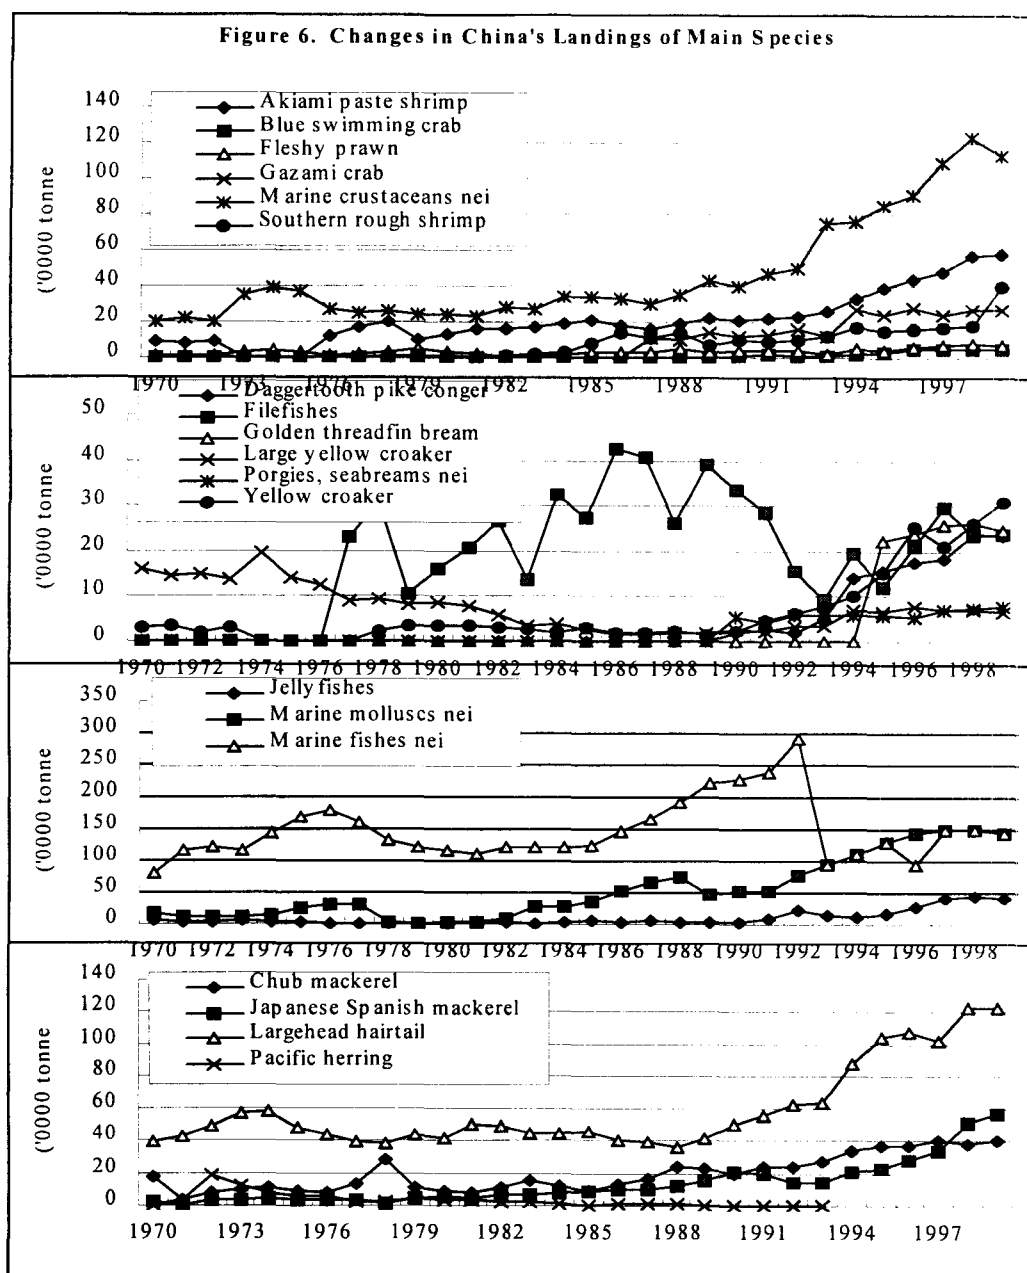 Figure 6. Changes in China's Landings of Main Species
('0000 tonne
140
120
100
80
60
40
20
0
Akiami paste shrimp
Blue swimming crab
Fleshy prawn
Gazami crab
Marine crustaceans nei
Southern rough shrimp
1970 1973 1976 1979 1982 1985 1988 1991 1994 1997
('0000 tonne
50
40
30
20
10
0
Daggertooth pike conger
Filefishes
Golden threadfin bream
Large yellow croaker
Porgies, seabreams nei
Yellow croaker
1970 1972 1974 1976 1978 1980 1982 1984 1986 1988 1990 1992 1994 1996 1998
('0000 tonne
350
300
250
200
150
100
50
0
Jellyfishes
Marine molluscs nei
Marine fishes nei
1970 1972 1974 1976 1978 1980 1982 1984 1986 1988 1990 1992 1994 1996 1998
('0000 tonne
140
120
100
80
60
40
20
0
Chub mackerel
Japanese Spanish mackerel
Largehead hairtail
Pacific herring
1970 1973 1976 1979 1982 1985 1988 1991 1994 1997